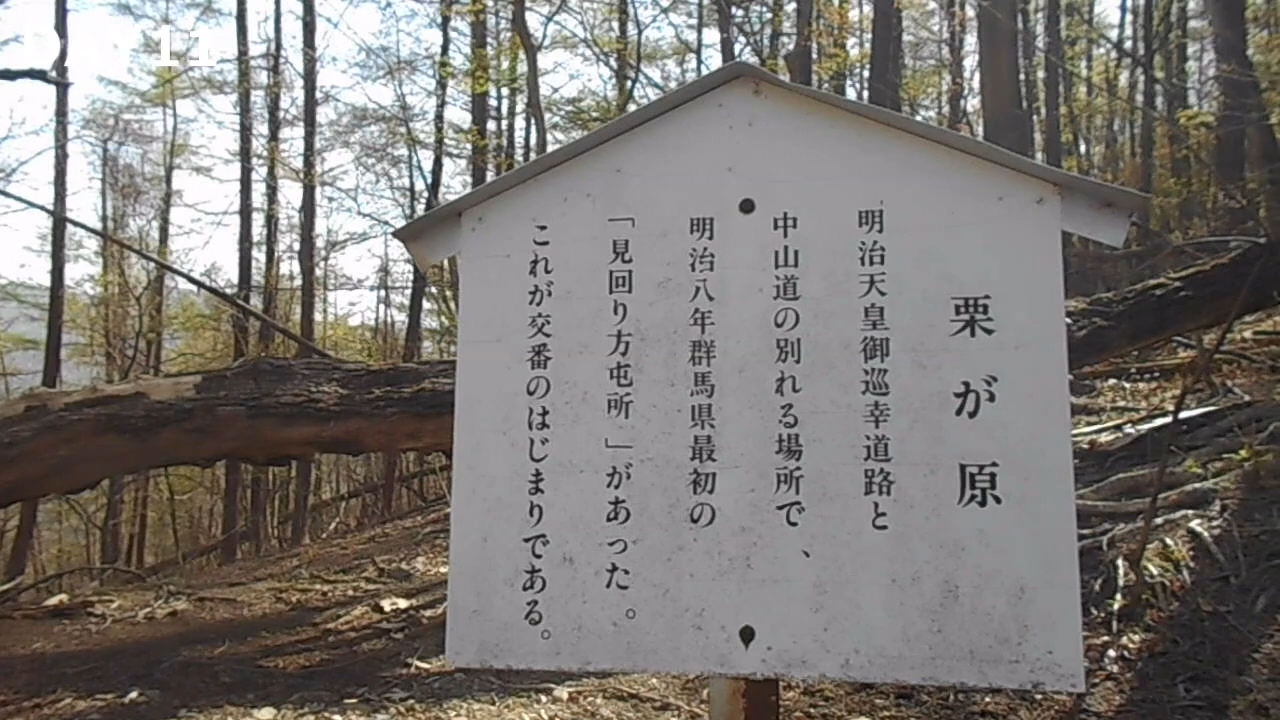 栗が原
明治天皇御巡幸道路と
中山道の別れる場所で、
明治八年群馬県最初の
「見回り方屯所」があった。
これが交番のはじまりである。